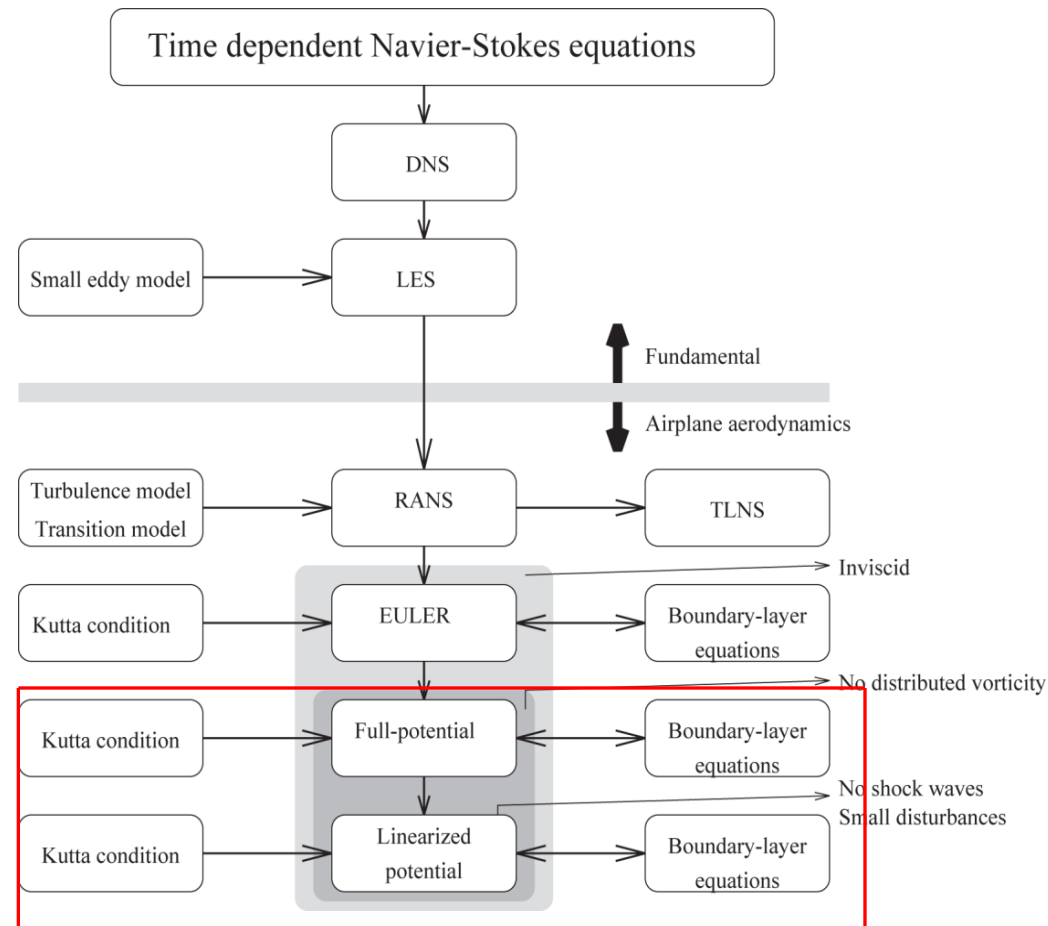 Time dependent Navier-Stokes equations
DNS
Small eddy model
LES
Fundamental
Airplane aerodynamics
Turbulence model
Transition model
RANS
TLNS
Inviscid
Kutta condition
EULER
Boundary-layer
equations
No distributed vorticity
Kutta condition
Full-potential
Boundary-layer
equations
No shock waves
Small disturbances
Kutta condition
Linearized
potential
Boundary-layer
equations